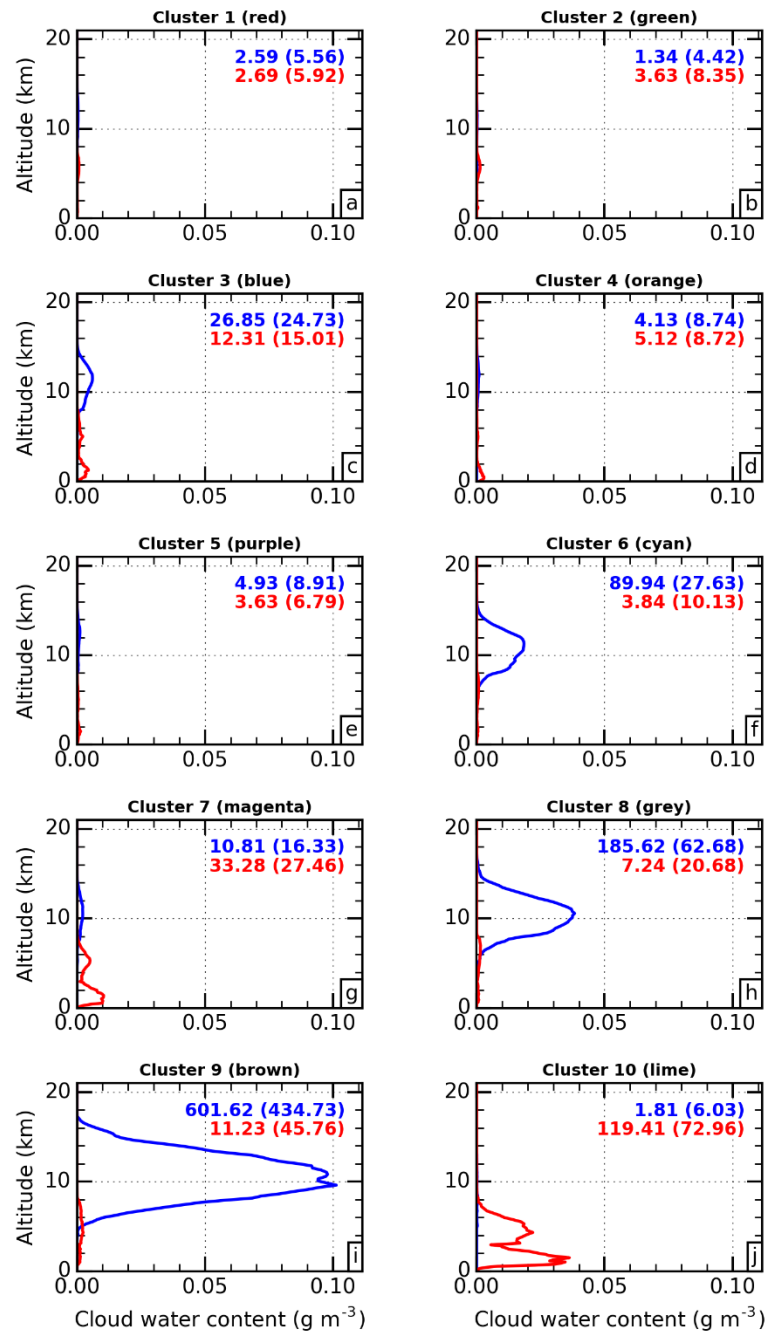 Cluster 1 (red)
Altitude (km)
20
10
0
2.59 (5.56)
2.69 (5.92)
a
0.00 0.05 0.10
Cluster 2 (green)
20
10
0
1.34 (4.42)
3.63 (8.35)
b
0.00 0.05 0.10
Cluster 3 (blue)
Altitude (km)
20
10
0
26.85 (24.73)
12.31 (15.01)
c
0.00 0.05 0.10
Cluster 4 (orange)
20
10
0
4.13 (8.74)
5.12 (8.72)
d
0.00 0.05 0.10
Cluster 5 (purple)
Altitude (km)
20
10
0
4.93 (8.91)
3.63 (6.79)
e
0.00 0.05 0.10
Cluster 6 (cyan)
20
10
0
89.94 (27.63)
3.84 (10.13)
f
0.00 0.05 0.10
Cluster 7 (magenta)
Altitude (km)
20
10
0
10.81 (16.33)
33.28 (27.46)
g
0.00 0.05 0.10
Cluster 8 (grey)
20
10
0
185.62 (62.68)
7.24 (20.68)
h
0.00 0.05 0.10
Cluster 9 (brown)
Altitude (km)
20
10
0
601.62 (434.73)
11.23 (45.76)
i
0.00 0.05 0.10
Cloud water content (g m⁻³)
Cluster 10 (lime)
20
10
0
1.81 (6.03)
119.41 (72.96)
j
0.00 0.05 0.10
Cloud water content (g m⁻³)